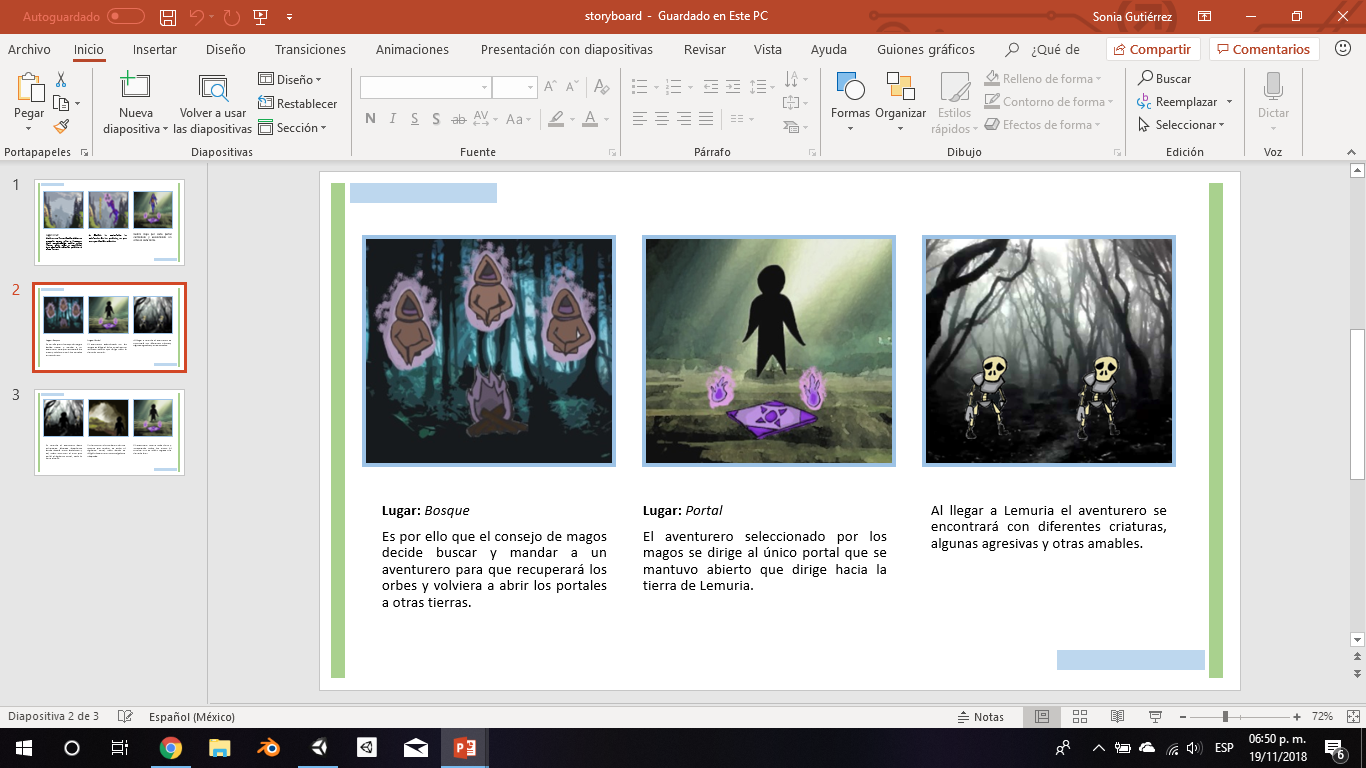 Autoguardado
storyboard - Guardado en Este PC
Sonia Gutiérrez
Archivo Inicio Insertar Diseño Transiciones Animaciones Presentación con diapositivas Revisar Vista Ayuda Guiones gráficos ¿Qué de Compartir Comentarios
Pegar
Nueva
diapositiva
Volver a usar
las diapositivas
Diseño
Restablecer
Sección
N K S S ab AV Aa A
Formas
Organizar
Estilos
rápidos
Relleno de forma
Contorno de forma
Efectos de forma
Buscar
Reemplazar
Seleccionar
Dictar
Portapapeles Diapositivas Fuente Párrafo Dibujo Edición Voz
1
2
3
Lugar: Bosque
Es por ello que el consejo de magos
decide buscar y mandar a un
aventurero para que recuperará los
orbes y volviera a abrir los portales
a otras tierras.
Lugar: Portal
El aventurero seleccionado por los
magos se dirige al único portal que se
mantuvo abierto que dirige hacia la
tierra de Lemuria.
Al llegar a Lemuria el aventurero se
encontrará con diferentes criaturas,
algunas agresivas y otras amables.
Diapositiva 2 de 3 Español (México) Notas 72%
ESP
06:50 p. m.
19/11/2018
6